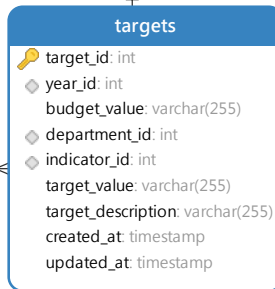 targets
target_id: int
year_id: int
budget_value: varchar(255)
department_id: int
indicator_id: int
target_value: varchar(255)
target_description: varchar(255)
created_at: timestamp
updated_at: timestamp